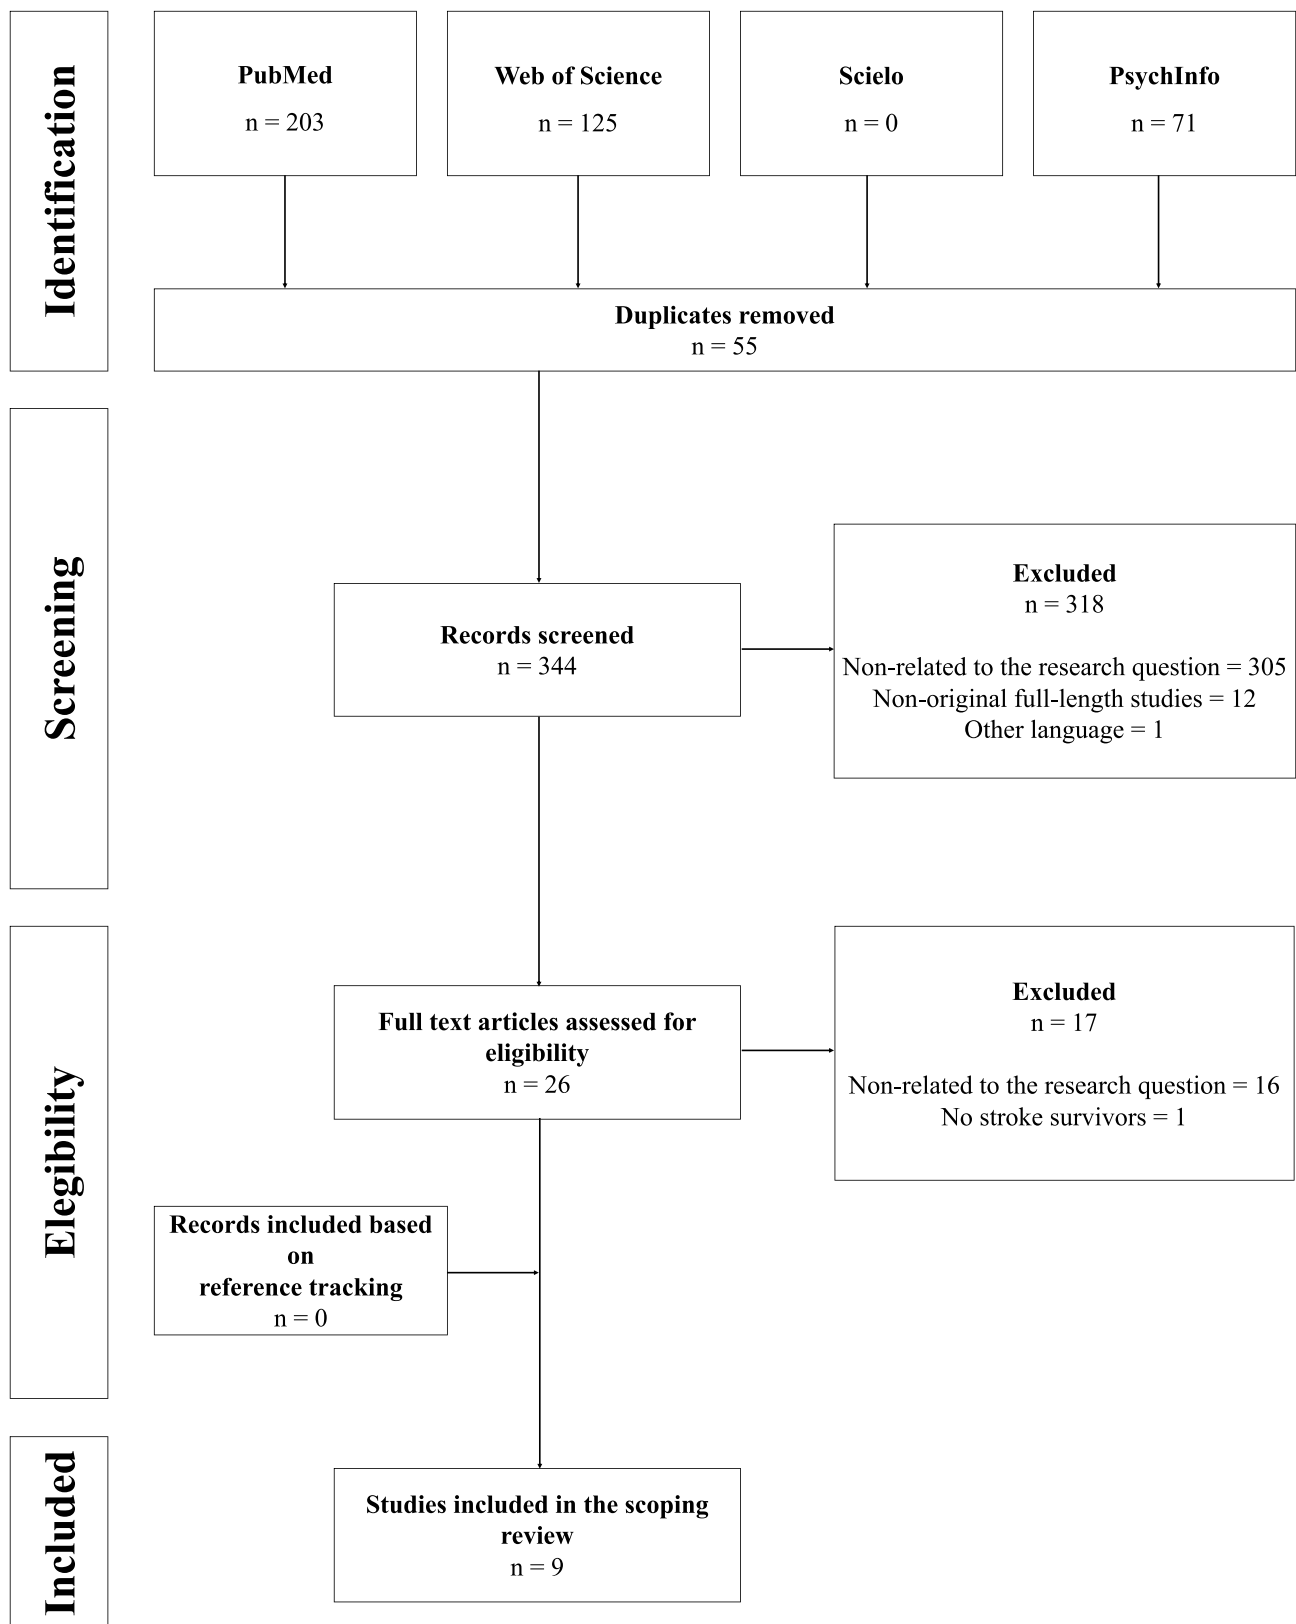 Identification
PubMed
n = 203
Web of Science
n = 125
Scielo
n = 0
PsychInfo
n = 71
Duplicates removed
n = 55
Screening
Records screened
n = 344
Excluded
n = 318
Non-related to the research question = 305
Non-original full-length studies = 12
Other language = 1
Elegibility
Full text articles assessed for
eligibility
n = 26
Excluded
n = 17
Non-related to the research question = 16
No stroke survivors = 1
Records included based
on
reference tracking
n = 0
Included
Studies included in the scoping
review
n = 9